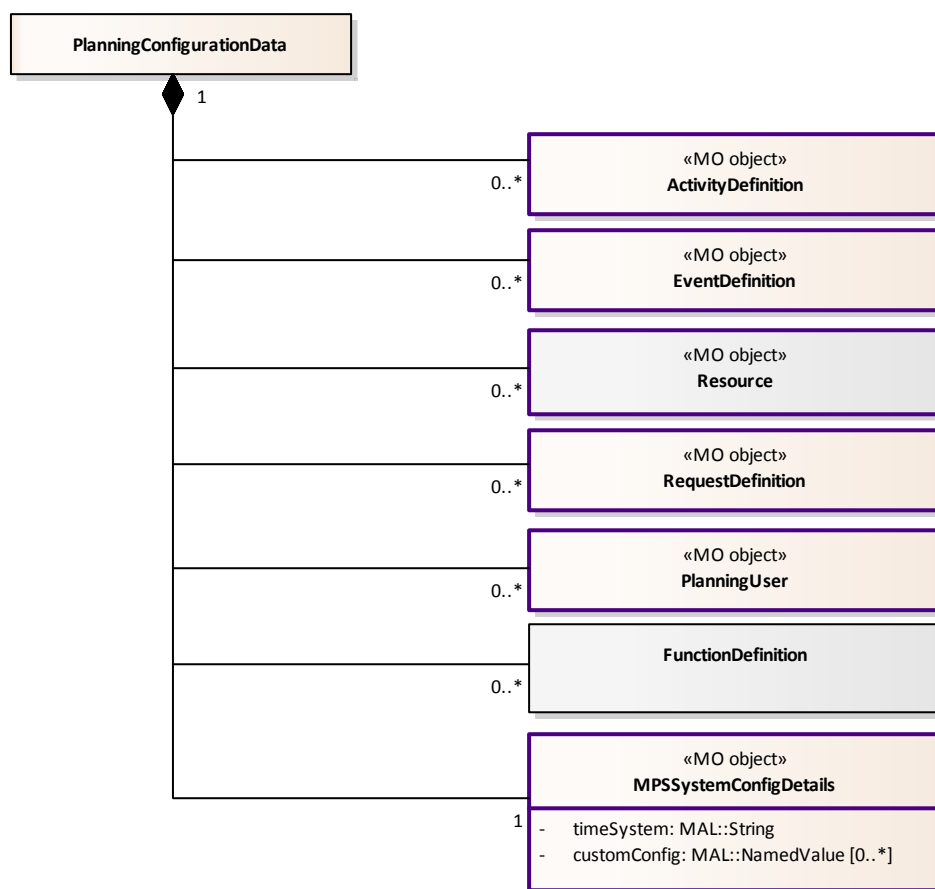 PlanningConfigurationData
1
«MO object»
ActivityDefinition
0..*
«MO object»
EventDefinition
0..*
«MO object»
Resource
0..*
«MO object»
RequestDefinition
0..*
«MO object»
PlanningUser
0..*
FunctionDefinition
0..*
«MO object»
MPSSystemConfigDetails
1
- timeSystem: MAL::String
- customConfig: MAL::NamedValue [0..*]